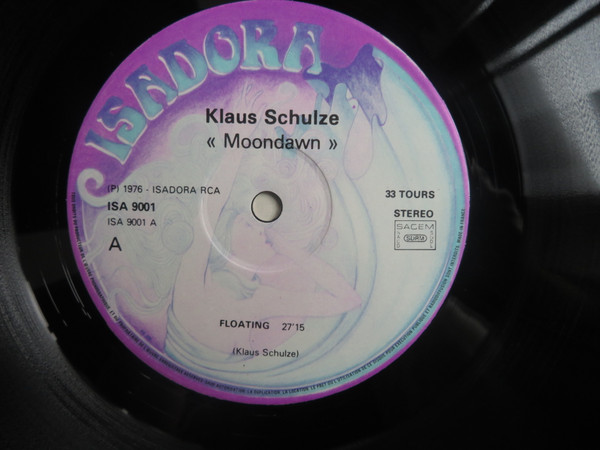 ISADORA
Klaus Schulze
« Moondawn »
(P) 1976 - ISADORA RCA
ISA 9001
ISA 9001 A
A
33 TOURS
STEREO
SACEM
FLOATING 27'15
(Klaus Schulze)